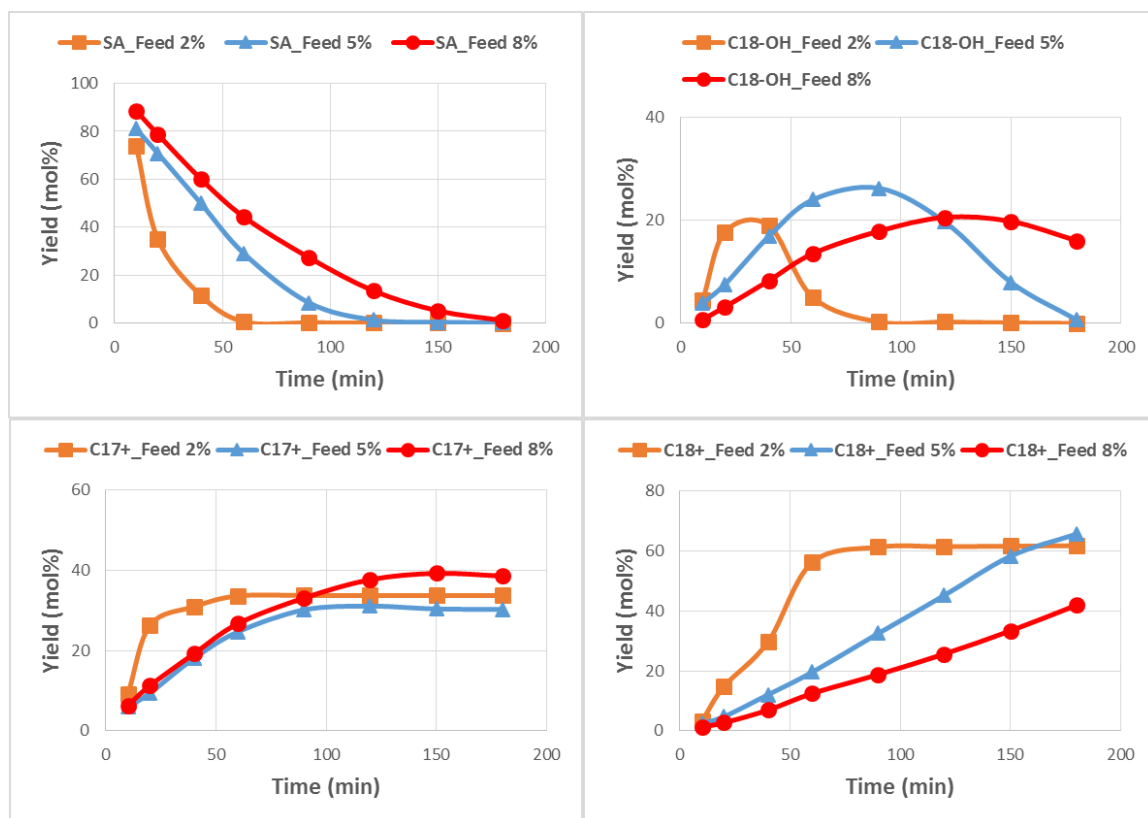 SA_Feed 2% SA_Feed 5% SA_Feed 8%
100
80
60
40
20
0
Yield (mol%)
0 50 100 150 200
Time (min)
C18-OH_Feed 2% C18-OH_Feed 5%
C18-OH_Feed 8%
40
20
0
Yield (mol%)
0 50 100 150 200
Time (min)
C17+_Feed 2% C17+_Feed 5% C17+_Feed 8%
60
40
20
0
Yield (mol%)
0 50 100 150 200
Time (min)
C18+_Feed 2% C18+_Feed 5% C18+_Feed 8%
80
60
40
20
0
Yield (mol%)
0 50 100 150 200
Time (min)